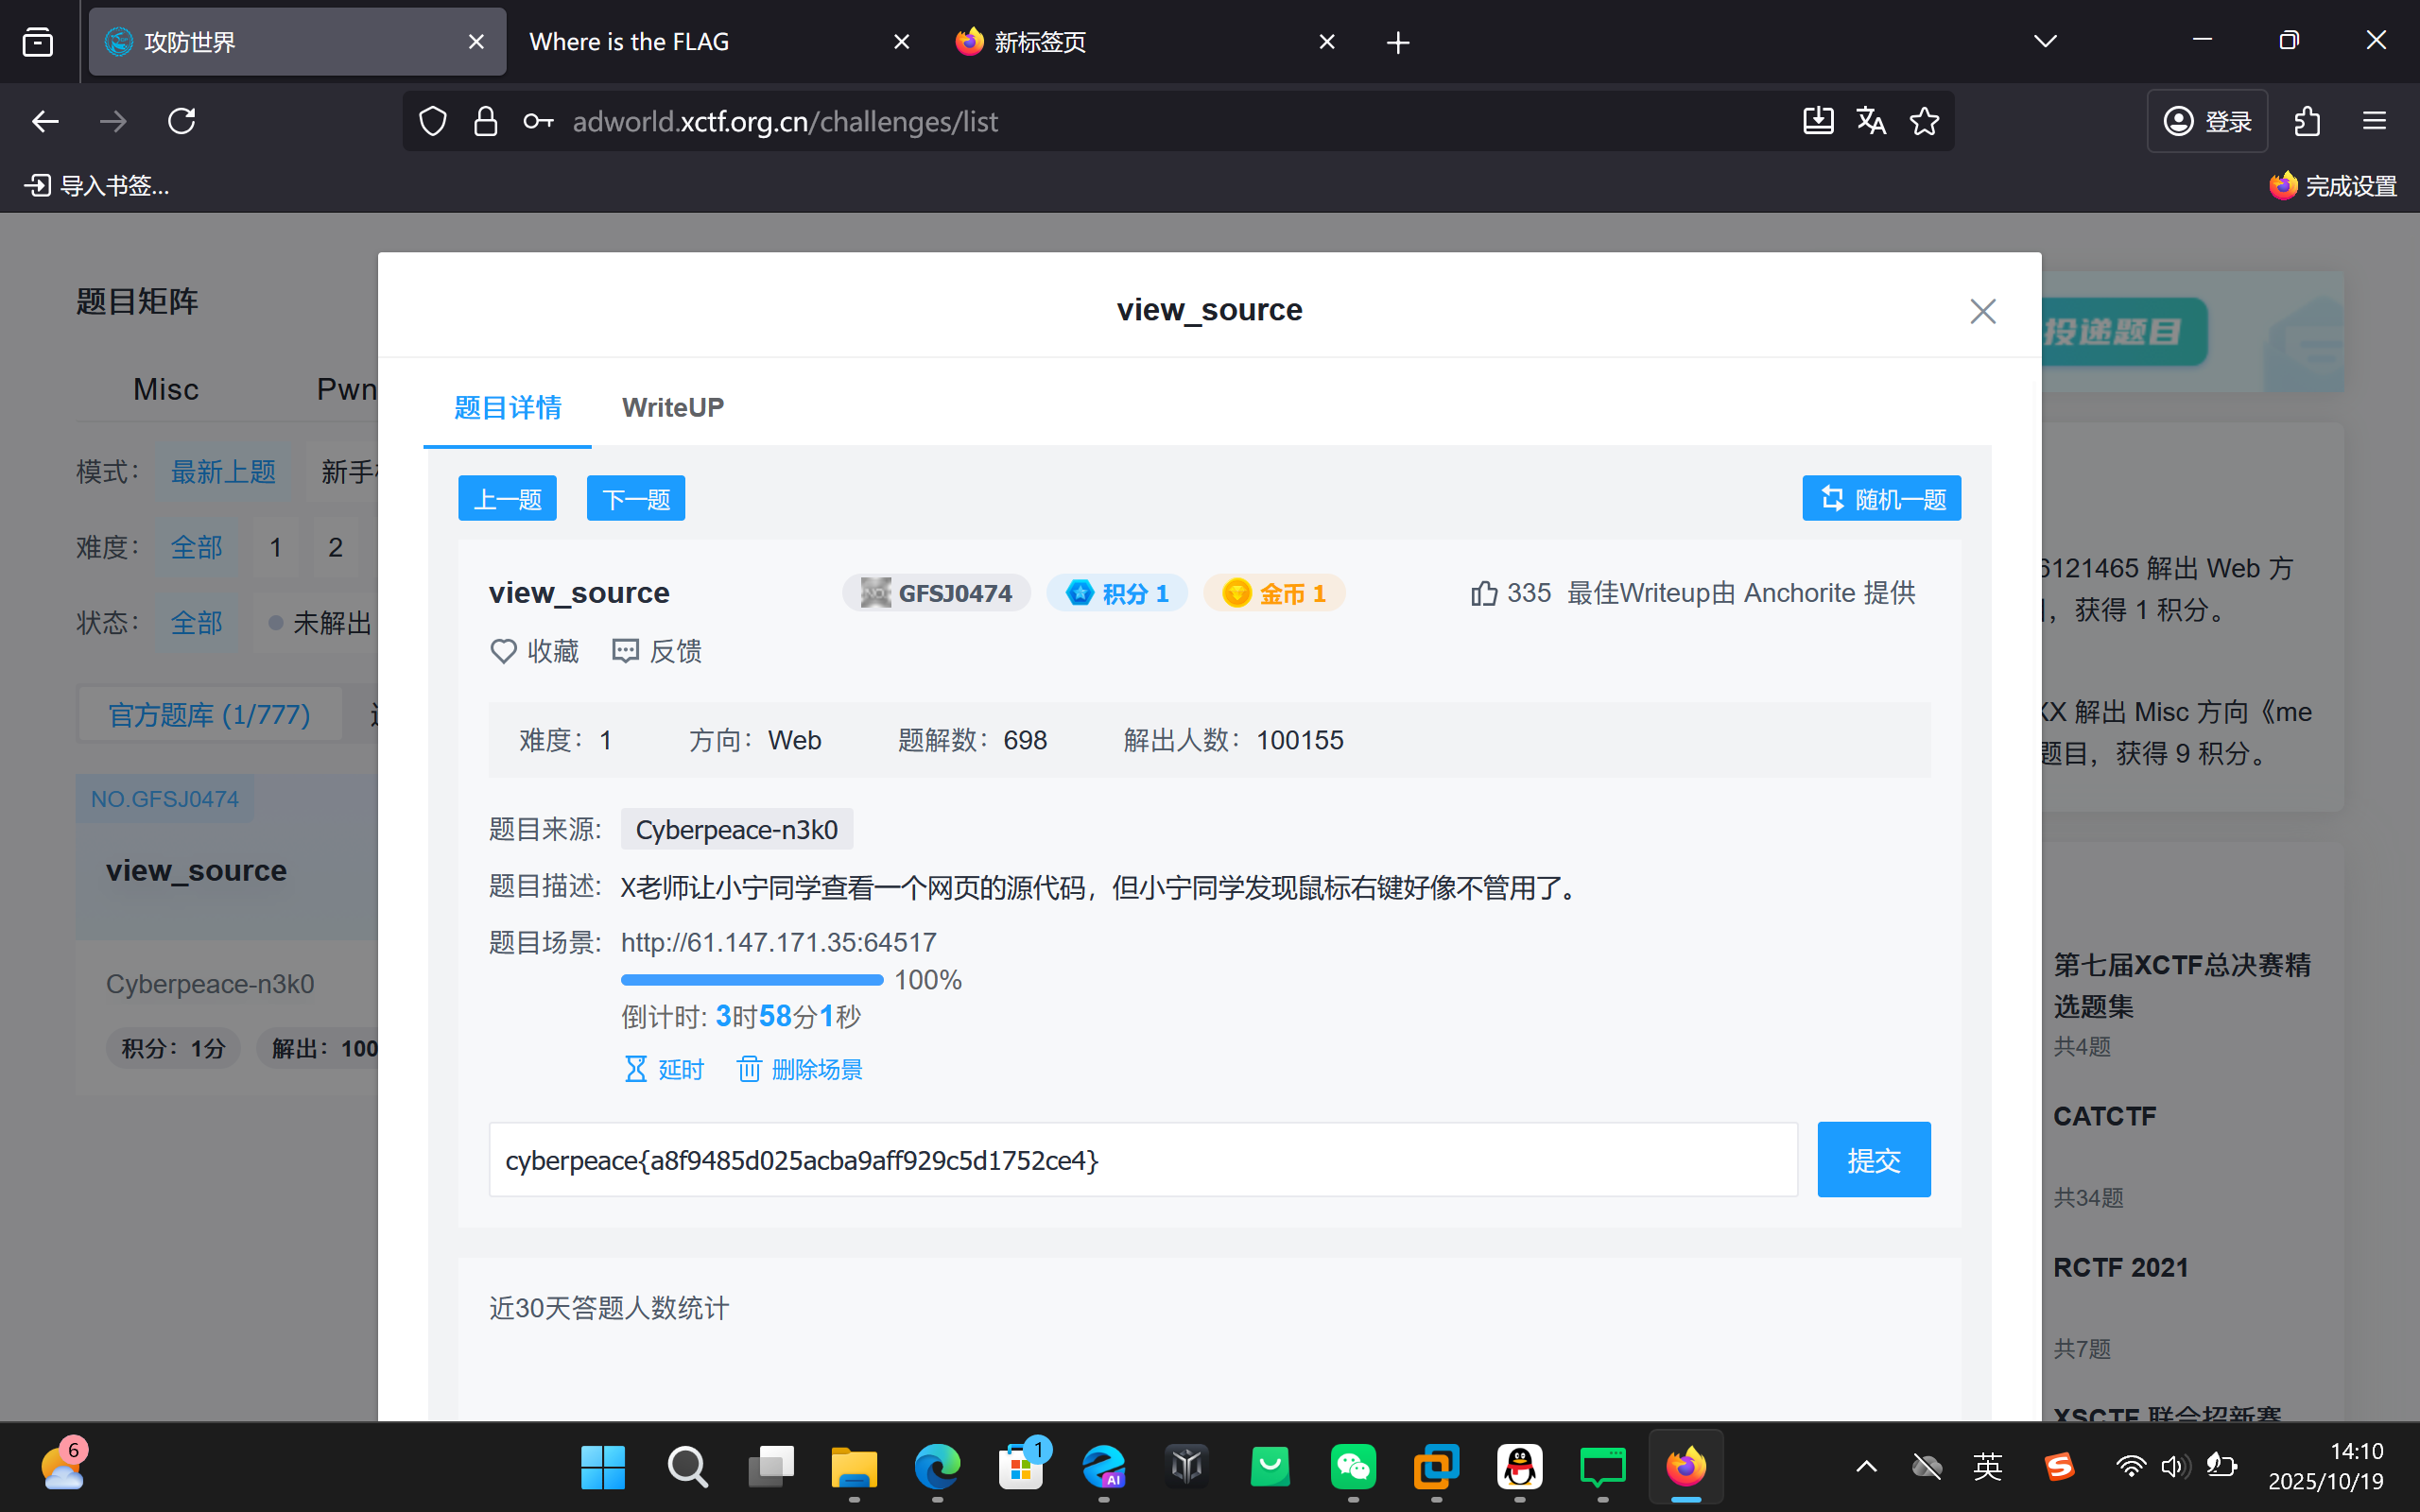 攻防世界
Where is the FLAG
新标签页
adworld.xctf.org.cn/challenges/list
登录
导入书签...
完成设置
题目矩阵
Misc
Pwn
模式：
最新上题
新手
难度：
全部
1
2
状态：
全部
未解出
官方题库 (1/777)
NO.GFSJ0474
view_source
Cyberpeace-n3k0
积分：1分
解出：100
view_source
题目详情
WriteUP
上一题
下一题
随机一题
view_source
NO.
GFSJ0474
积分 1
金币 1
335
最佳Writeup由 Anchorite 提供
收藏
反馈
难度：1
方向：Web
题解数：698
解出人数：100155
题目来源:
Cyberpeace-n3k0
题目描述:
X老师让小宁同学查看一个网页的源代码，但小宁同学发现鼠标右键好像不管用了。
题目场景:
http://61.147.171.35:64517
100%
倒计时: 3时58分1秒
延时
删除场景
cyberpeace{a8f9485d025acba9aff929c5d1752ce4}
提交
近30天答题人数统计
投递题目
6121465 解出 Web 方
，获得 1 积分。
XX 解出 Misc 方向《me
题目，获得 9 积分。
第七届XCTF总决赛精
选题集
共4题
CATCTF
共34题
RCTF 2021
共7题
XSCTF 联合招新赛
6
1
AI
英
14:10
2025/10/19